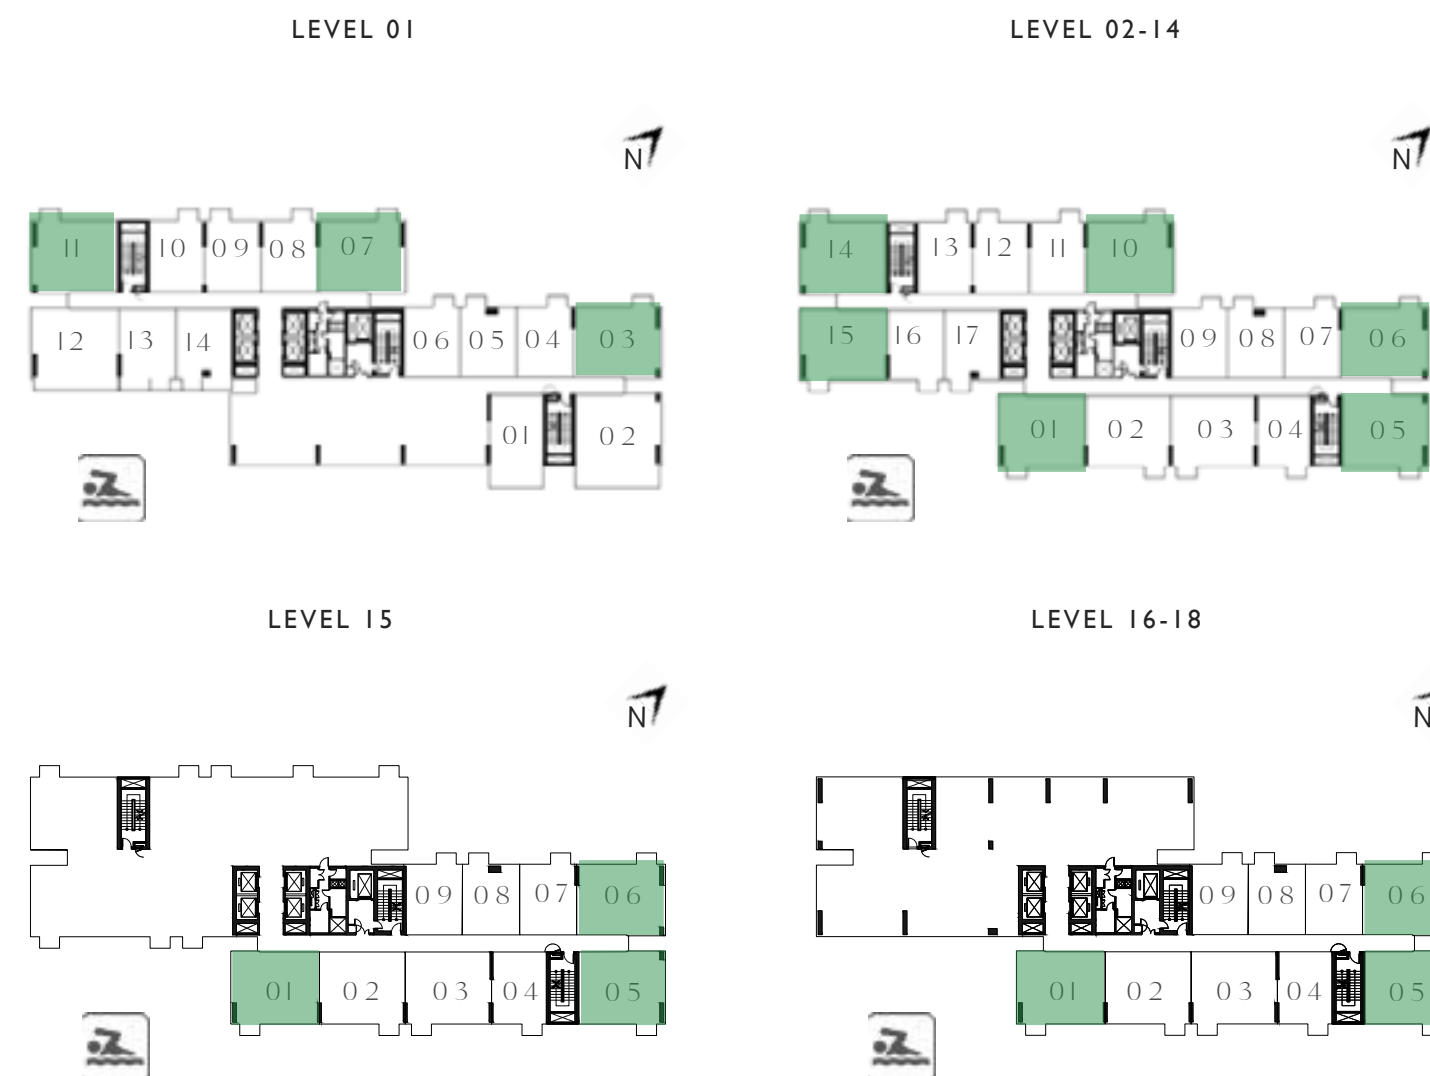 LEVEL 01
LEVEL 02-14
N
N
11 10 09 08 07
14 13 12 11 10
12 13 14 06 05 04 03
15 16 17 09 08 07 06
01 02
01 02 03 04 05
LEVEL 15
LEVEL 16-18
N
N
09 08 07 06
09 08 07 06
01 02 03 04 05
01 02 03 04 05